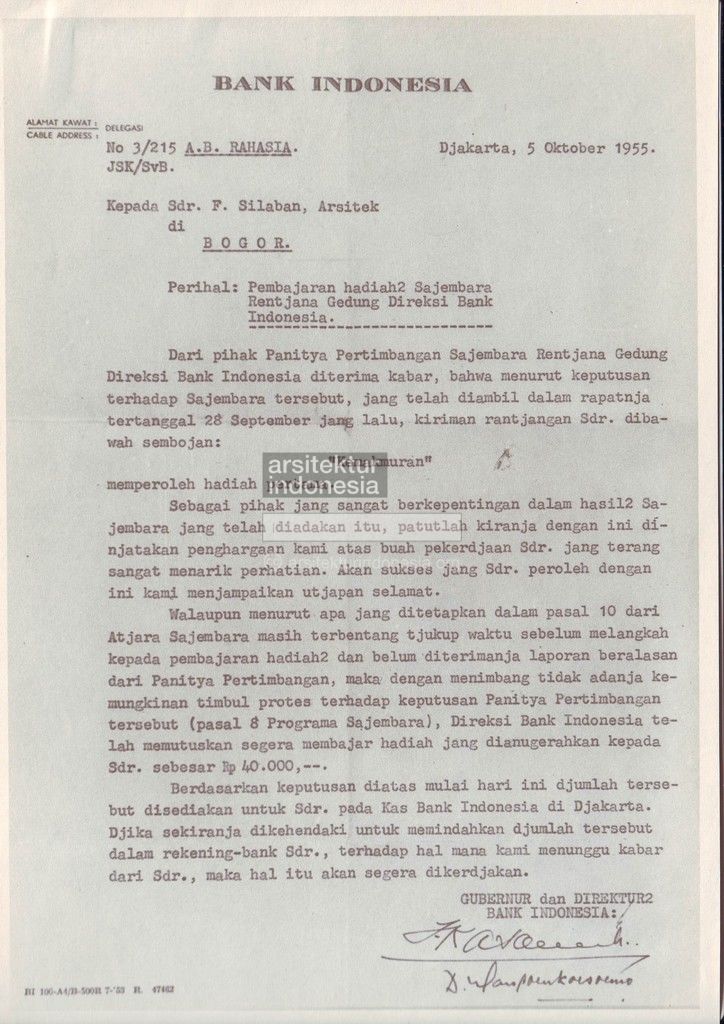 BANK INDONESIA
ALAMAT KAWAT :
CABLE ADDRESS :
DELEGASI
No 3/215 A.B. RAHASIA.
JSK/SvB.
Djakarta, 5 Oktober 1955.
Kepada Sdr. F. Silaban, Arsitek
di
B O G O R.
Perihal: Pembajaran hadiah2 Sajembara
Rentjana Gedung Direksi Bank
Indonesia.
Dari pihak Panitya Pertimbangan Sajembara Rentjana Gedung
Direksi Bank Indonesia diterima kabar, bahwa menurut keputusan
terhadap Sajembara tersebut, jang telah diambil dalam rapatnja
tertanggal 28 September jang lalu, kiriman rantjangan Sdr. diba-
wah sembojan:
"Kemakmuran"
arsitektur
indonesia
memperoleh hadiah pertama.
Sebagai pihak jang sangat berkepentingan dalam hasil2 Sa-
jembara jang telah diadakan itu, patutlah kiranja dengan ini di-
njatakan penghargaan kami atas buah pekerdjaan Sdr. jang terang
sangat menarik perhatian. Akan sukses jang Sdr. peroleh dengan
ini kami menjampaikan utjapan selamat.
Walaupun menurut apa jang ditetapkan dalam pasal 10 dari
Atjara Sajembara masih terbentang tjukup waktu sebelum melangkah
kepada pembajaran hadiah2 dan belum diterimanja laporan beralasan
dari Panitya Pertimbangan, maka dengan menimbang tidak adanja ke-
mungkinan timbul protes terhadap keputusan Panitya Pertimbangan
tersebut (pasal 8 Programa Sajembara), Direksi Bank Indonesia te-
lah memutuskan segera membajar hadiah jang dianugerahkan kepada
Sdr. sebesar Rp 40.000,--.
Berdasarkan keputusan diatas mulai hari ini djumlah terse-
but disediakan untuk Sdr. pada Kas Bank Indonesia di Djakarta.
Djika sekiranja dikehendaki untuk memindahkan djumlah tersebut
dalam rekening-bank Sdr., terhadap hal mana kami menunggu kabar
dari Sdr., maka hal itu akan segera dikerdjakan.
GUBERNUR dan DIREKTUR2
BANK INDONESIA:
BI 100-A4/B-500R 7-'53 R. 47462